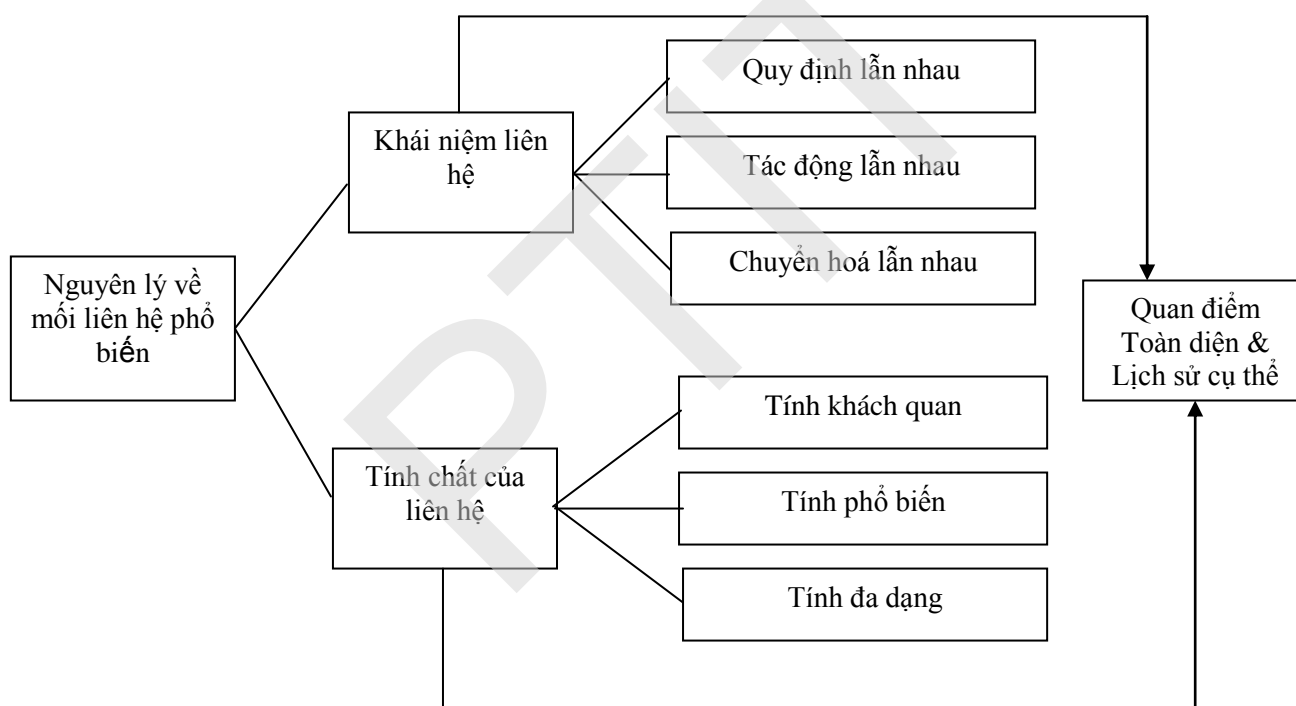 Nguyên lý về
mối liên hệ phổ
biến
Khái niệm liên
hệ
Quy định lẫn nhau
Tác động lẫn nhau
Chuyển hoá lẫn nhau
Tính chất của
liên hệ
Tính khách quan
Tính phổ biến
Tính đa dạng
Quan điểm
Toàn diện &
Lịch sử cụ thể